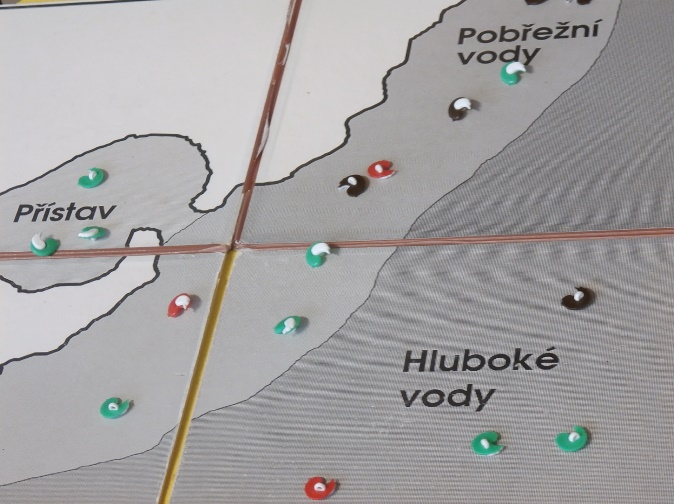 Pobřežní
vody
Přístav
Hluboké
vody